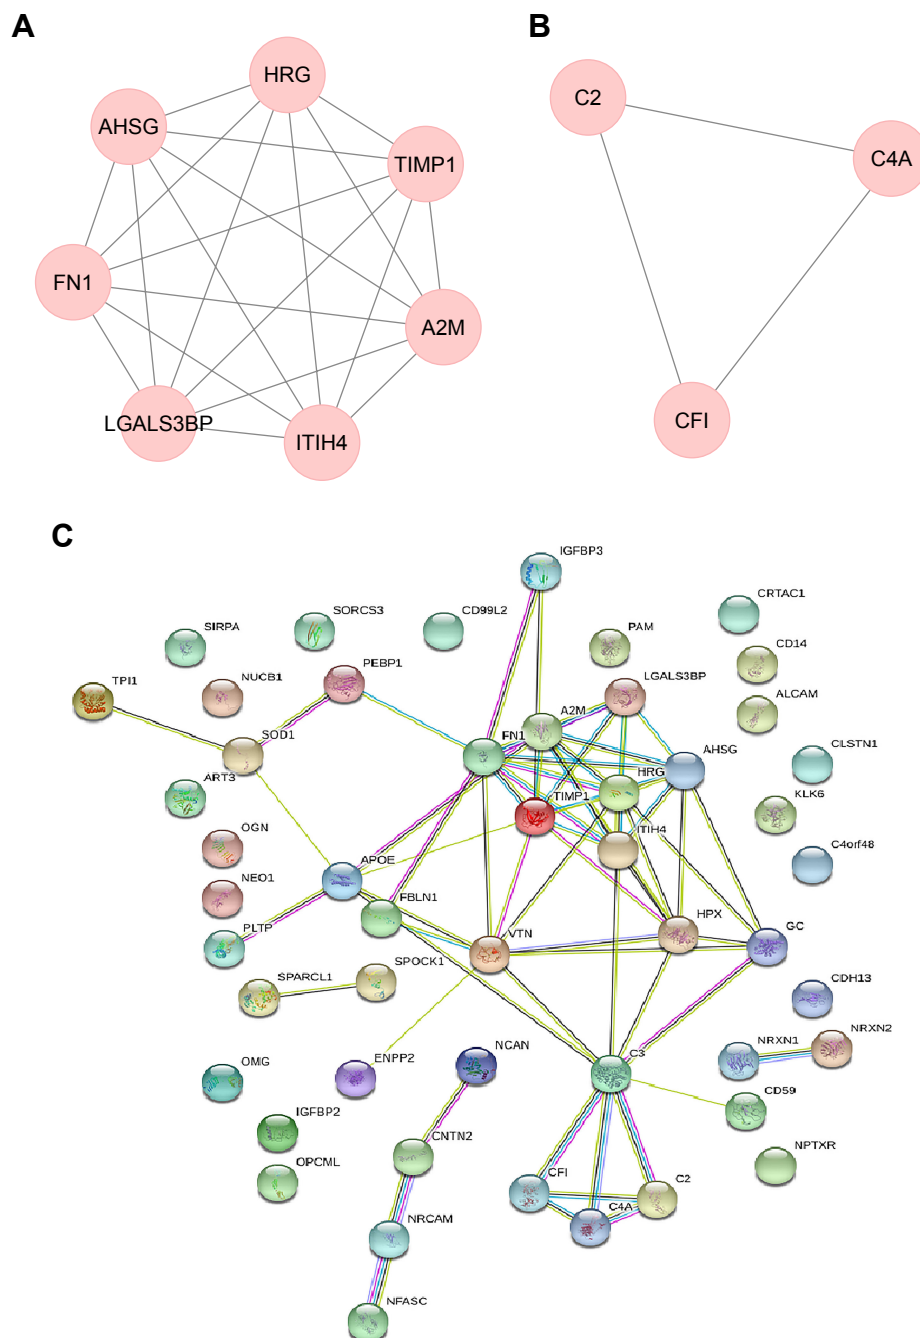 A
B
HRG
C2
AHSG
C4A
TIMP1
FN1
A2M
CFI
LGALS3BP
ITIH4
C
IGFBP3
CRTAC1
SORCS3
CD99L2
SIRPA
PAM
CD14
PEBP1
LGALS3BP
TPI1
NUCB1
ALCAM
A2M
SOD1
FN1
AHSG
CLSTN1
ART3
HRG
TIMP1
KLK6
ITIH4
OGN
C4orf48
APOE
NEO1
FBLN1
HPX
PLTP
VTN
GC
SPOCK1
SPARCL1
CDH13
NRXN2
NRXN1
NCAN
C3
OMG
ENPP2
CD59
IGFBP2
CNTN2
NPTXR
OPCML
CFI
C2
C4A
NRCAM
NFASC